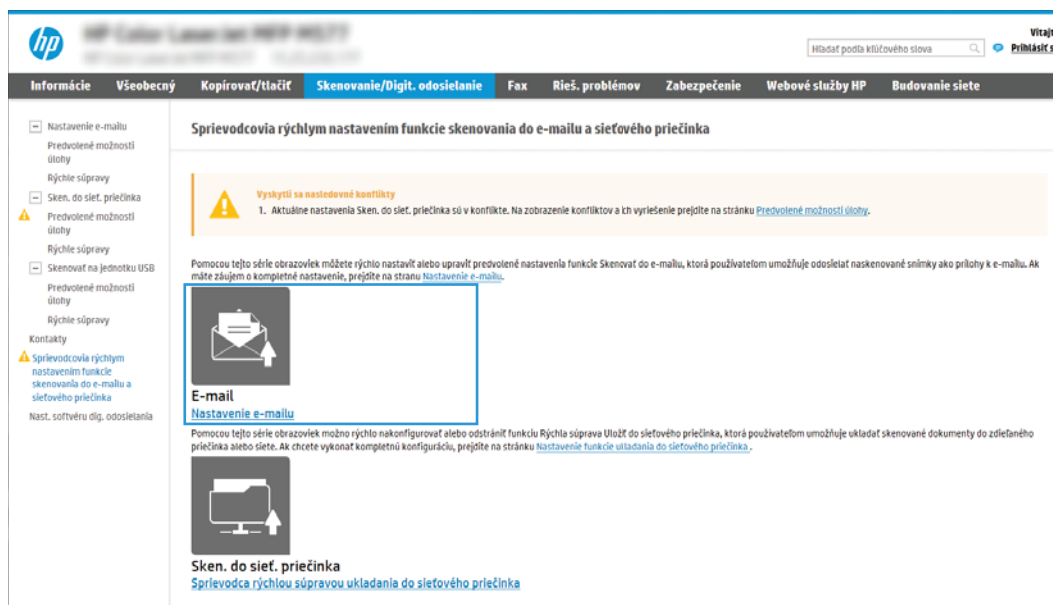 hp
Vitajt
Hľadať podľa kľúčového slova
Prihlásiť s
Informácie Všeobecný Kopírovať/tlačiť Skenovanie/Digit. odosielanie Fax Rieš. problémov Zabezpečenie Webové služby HP Budovanie siete
Nastavenie e-mailu
Predvolené možnosti
úlohy
Rýchle súpravy
Sken. do sieť. priečinka
Predvolené možnosti
úlohy
Rýchle súpravy
Skenovať na jednotku USB
Predvolené možnosti
úlohy
Rýchle súpravy
Kontakty
Sprievodcovia rýchlym
nastavením funkcie
skenovania do e-mailu a
sieťového priečinka
Nast. softvéru dig. odosielania
Sprievodcovia rýchlym nastavením funkcie skenovania do e-mailu a sieťového priečinka
Vyskytli sa nasledovné konflikty
1. Aktuálne nastavenia Sken. do sieť. priečinka sú v konflikte. Na zobrazenie konfliktov a ich vyriešenie prejdite na stránku Predvolené možnosti úlohy.
Pomocou tejto série obrazoviek môžete rýchlo nastaviť alebo upraviť predvolené nastavenia funkcie Skenovať do e-mailu, ktorá používateľom umožňuje odosielať naskenované snímky ako prílohy k e-mailu. Ak
máte záujem o kompletné nastavenie, prejdite na stranu Nastavenie e-mailu.
E-mail
Nastavenie e-mailu
Pomocou tejto série obrazoviek možno rýchlo nakonfigurovať alebo odstrániť funkciu Rýchla súprava Uložiť do sieťového priečinka, ktorá používateľom umožňuje ukladať skenované dokumenty do zdieľaného
priečinka alebo siete. Ak chcete vykonať kompletnú konfiguráciu, prejdite na stránku Nastavenie funkcie ukladania do sieťového priečinka .
Sken. do sieť. priečinka
Sprievodca rýchlou súpravou ukladania do sieťového priečinka